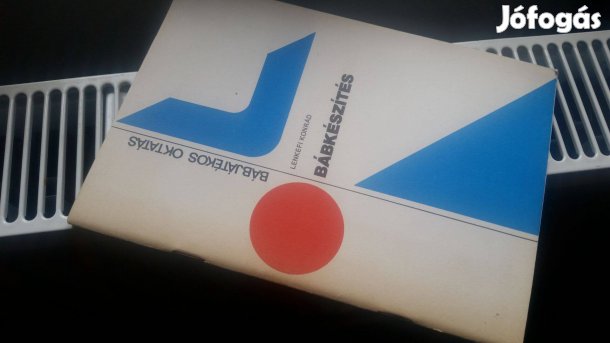 Jófogás
LENKEFI KONRÁD
BÁBKÉSZÍTÉS
BÁBJÁTÉKOS OKTATÁS